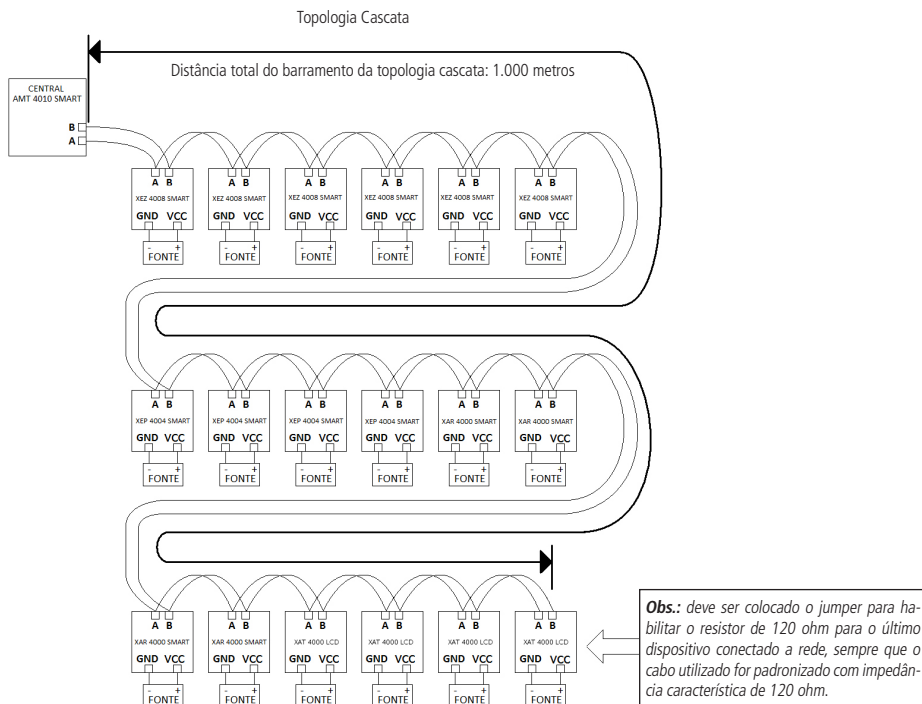 Topologia Cascata
Distância total do barramento da topologia cascata: 1.000 metros
CENTRAL
AMT 4010 SMART
B
A
A B A B A B A B A B A B
XEZ 4008 SMART XEZ 4008 SMART XEZ 4008 SMART XEZ 4008 SMART XEZ 4008 SMART XEZ 4008 SMART
GND VCC GND VCC GND VCC GND VCC GND VCC GND VCC
- + - + - + - + - + - +
FONTE FONTE FONTE FONTE FONTE FONTE
A B A B A B A B A B A B
XEP 4004 SMART XEP 4004 SMART XEP 4004 SMART XEP 4004 SMART XAR 4000 SMART XAR 4000 SMART
GND VCC GND VCC GND VCC GND VCC GND VCC GND VCC
- + - + - + - + - + - +
FONTE FONTE FONTE FONTE FONTE FONTE
A B A B A B A B A B A B
XAR 4000 SMART XAR 4000 SMART XAT 4000 LCD XAT 4000 LCD XAT 4000 LCD XAT 4000 LCD
GND VCC GND VCC GND VCC GND VCC GND VCC GND VCC
- + - + - + - + - + - +
FONTE FONTE FONTE FONTE FONTE FONTE
Obs.: deve ser colocado o jumper para ha-
bilitar o resistor de 120 ohm para o último
dispositivo conectado a rede, sempre que o
cabo utilizado for padronizado com impedân-
cia característica de 120 ohm.